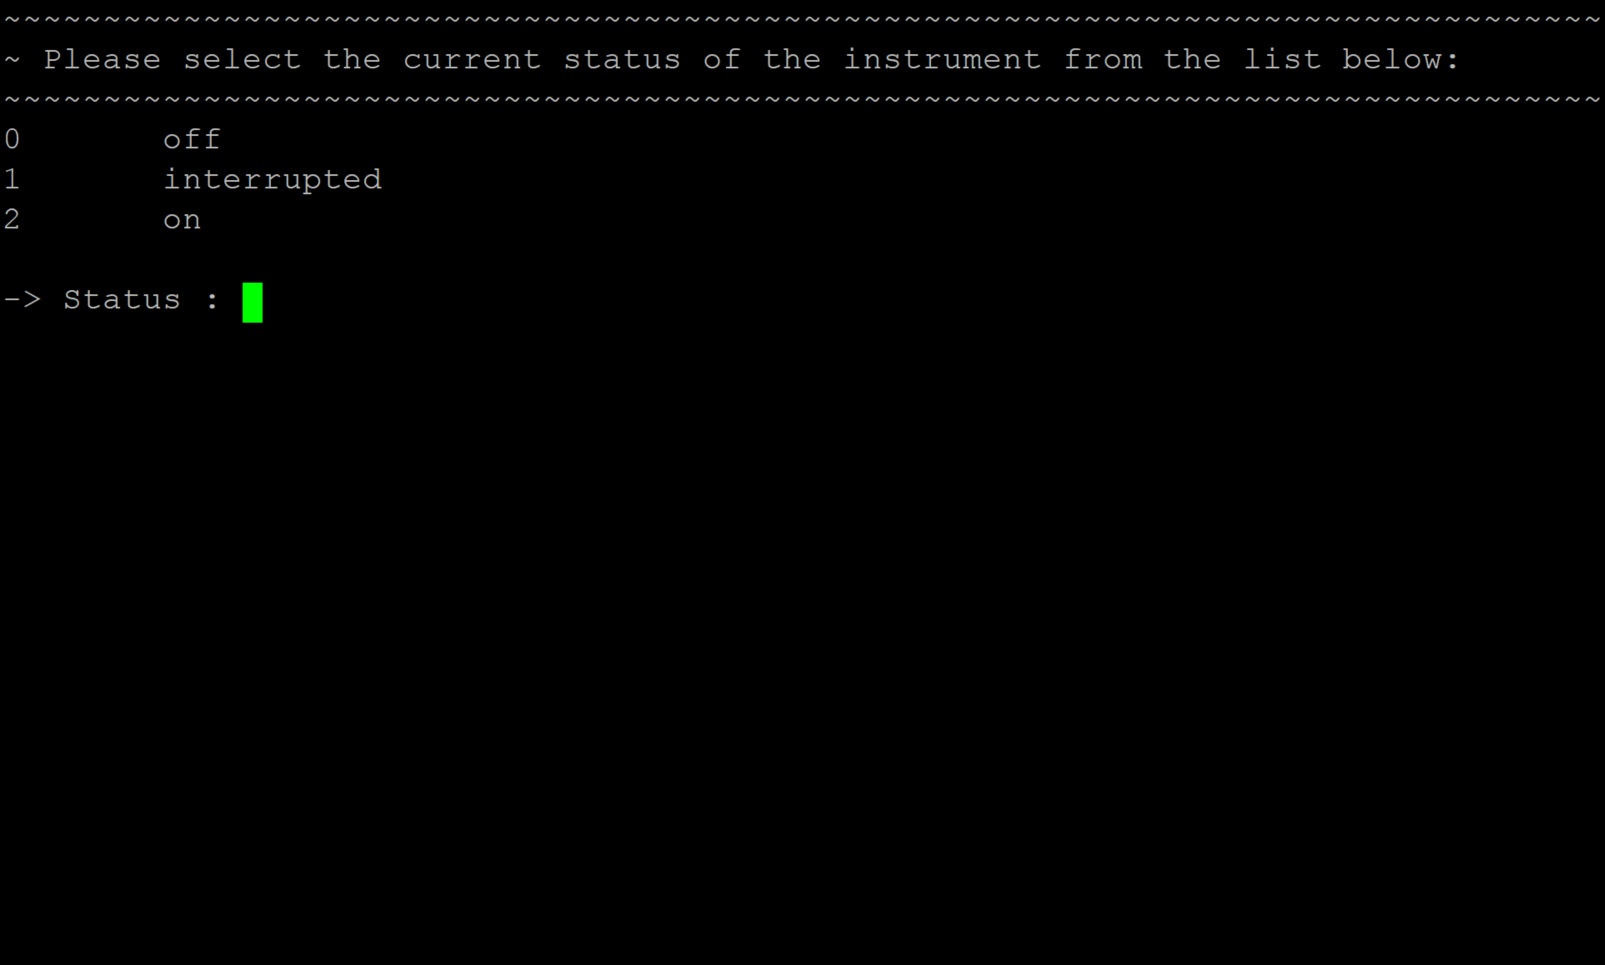 ~~~~~~~~~~~~~~~~~~~~~~~~~~~~~~~~~~~~~~~~~~~~~~~~~~~~~~~~~~~~~~~~~~~~~~~~~~~~~~~~
~ Please select the current status of the instrument from the list below:
~~~~~~~~~~~~~~~~~~~~~~~~~~~~~~~~~~~~~~~~~~~~~~~~~~~~~~~~~~~~~~~~~~~~~~~~~~~~~~~~
0       off
1       interrupted
2       on
-> Status :